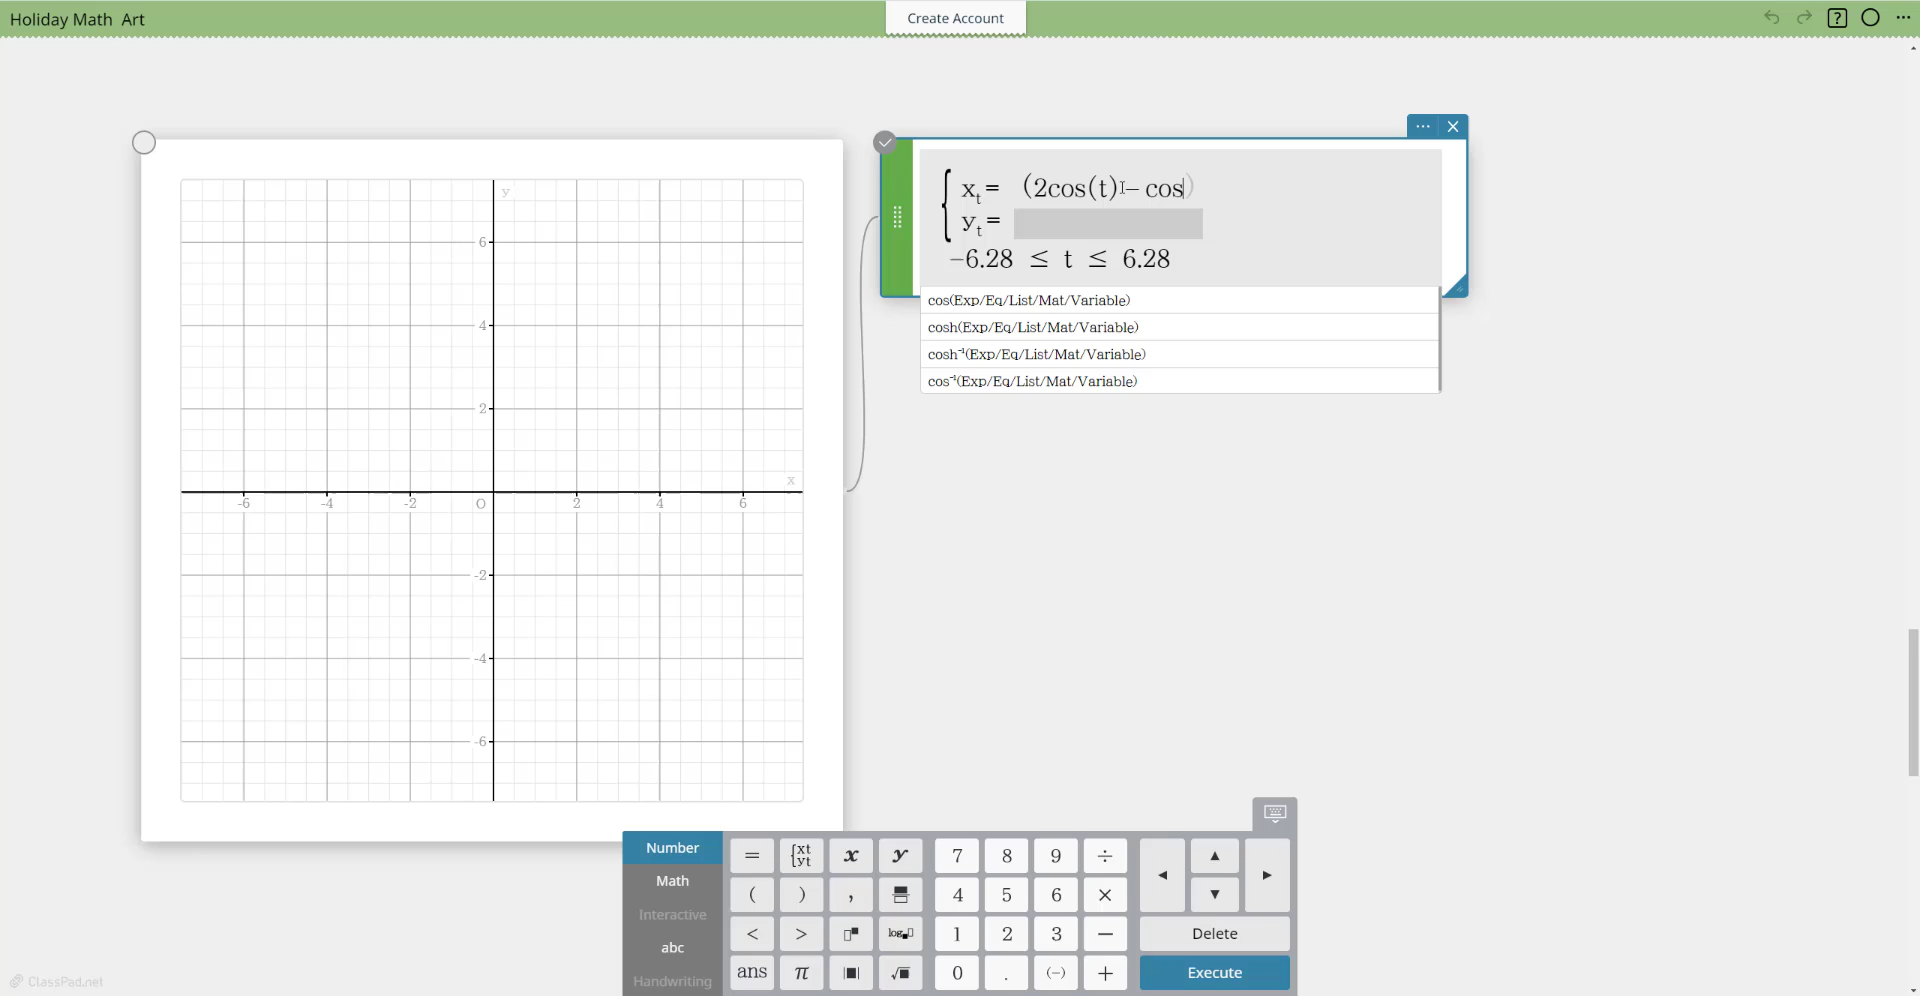 Holiday Math Art
Create Account
?
...
... ×
xt = (2cos(t) – cos)
yt =
−6.28 ≤ t ≤ 6.28
cos(Exp/Eq/List/Mat/Variable)
cosh(Exp/Eq/List/Mat/Variable)
cosh⁻¹(Exp/Eq/List/Mat/Variable)
cos⁻¹(Exp/Eq/List/Mat/Variable)
y
6
4
2
x
-6 -4 -2 O 2 4 6
-2
-4
-6
Number
Math
Interactive
abc
Handwriting
= {xt yt x y 7 8 9 ÷
( ) , 4 5 6 ×
< > log 1 2 3 −
ans π √ 0 . (−) +
Delete
Execute
ClassPad.net